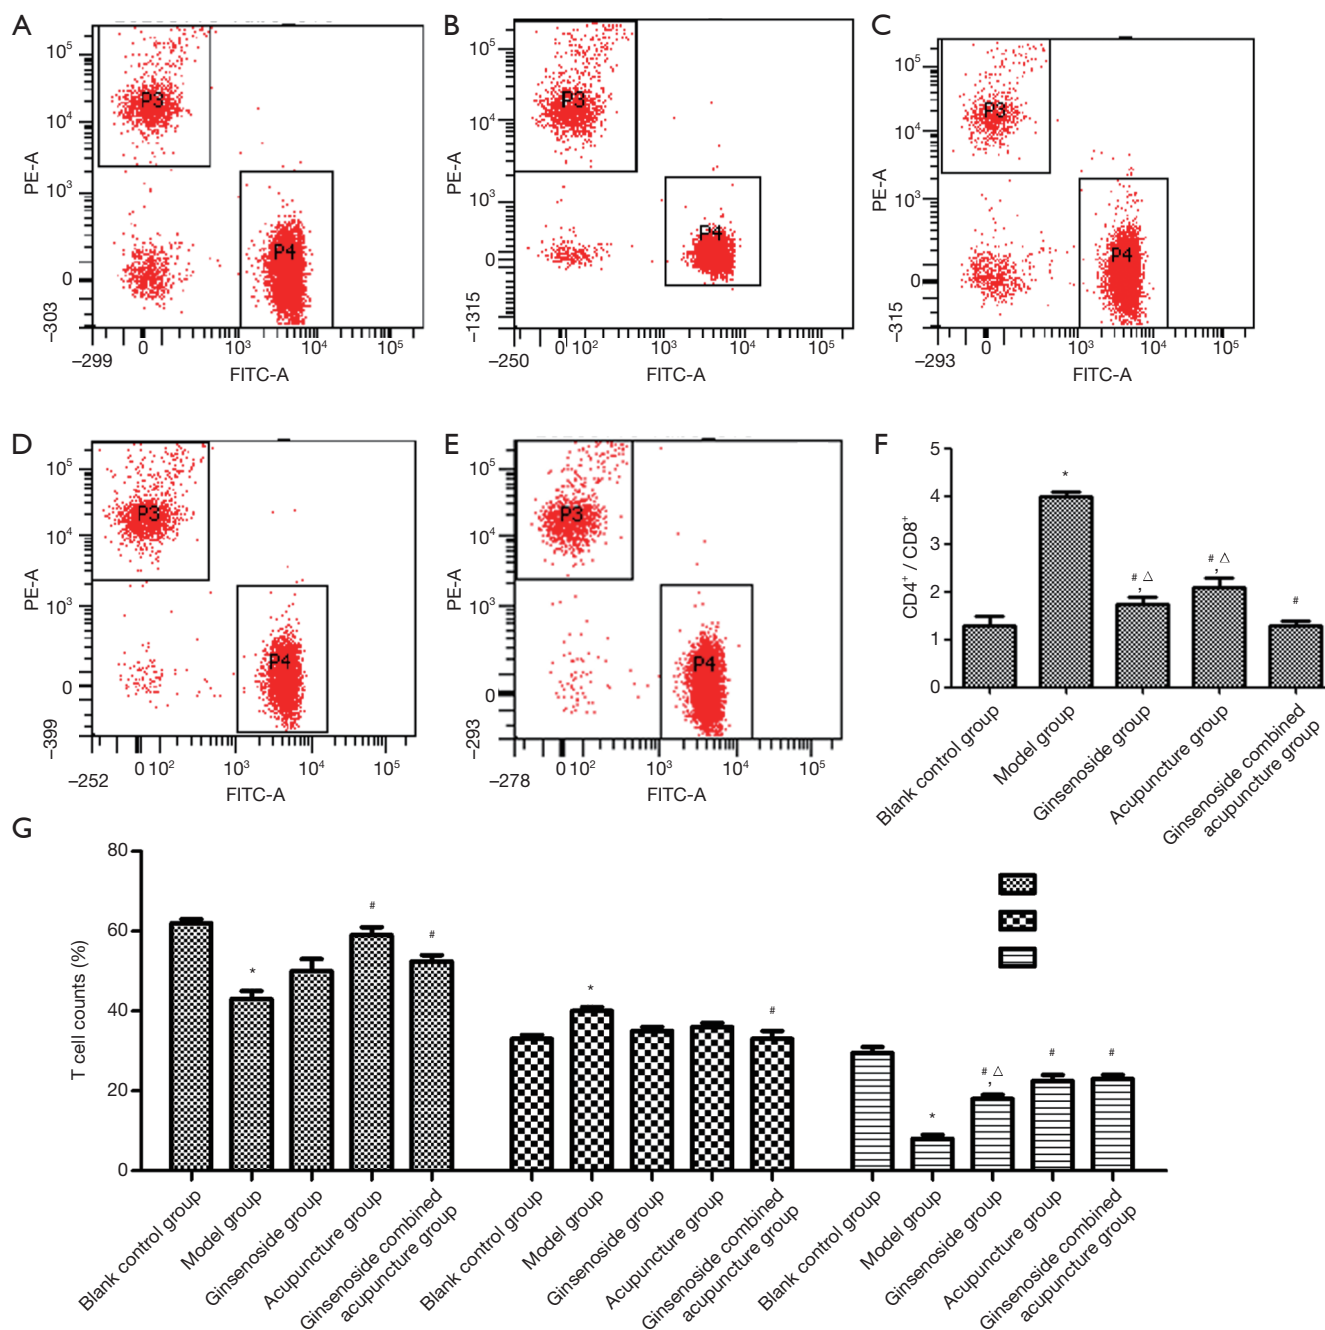 A
10⁵
10⁴
10³
0
−303
PE-A
P3
P4
−299
0
10³
10⁴
10⁵
FITC-A
B
10⁵
10⁴
10³
0
−1315
PE-A
P3
P4
−250
0 10²
10³
10⁴
10⁵
FITC-A
C
10⁵
10⁴
10³
0
−315
PE-A
P3
P4
−293
0
10³
10⁴
10⁵
FITC-A
D
10⁵
10⁴
10³
0
−399
PE-A
P3
P4
−252
0 10²
10³
10⁴
10⁵
FITC-A
E
10⁵
10⁴
10³
0
−293
PE-A
P3
P4
−278
0 10²
10³
10⁴
10⁵
FITC-A
F
5
4
3
2
1
0
CD4⁺ / CD8⁺
*
#, △
#, △
#
Blank control group
Model group
Ginsenoside group
Acupuncture group
Ginsenoside combined
acupuncture group
G
80
60
40
20
0
T cell counts (%)
*
#
#
*
#
*
#, △
#
#
Blank control group
Model group
Ginsenoside group
Acupuncture group
Ginsenoside combined
acupuncture group
Blank control group
Model group
Ginsenoside group
Acupuncture group
Ginsenoside combined
acupuncture group
Blank control group
Model group
Ginsenoside group
Acupuncture group
Ginsenoside combined
acupuncture group